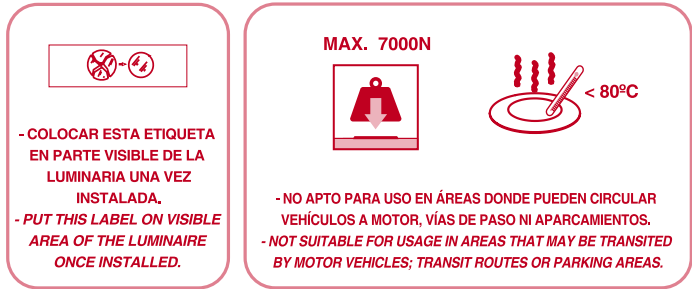 - COLOCAR ESTA ETIQUETA
EN PARTE VISIBLE DE LA
LUMINARIA UNA VEZ
INSTALADA.
- PUT THIS LABEL ON VISIBLE
AREA OF THE LUMINAIRE
ONCE INSTALLED.
MAX. 7000N
< 80ºC
- NO APTO PARA USO EN ÁREAS DONDE PUEDEN CIRCULAR
VEHÍCULOS A MOTOR, VÍAS DE PASO NI APARCAMIENTOS.
- NOT SUITABLE FOR USAGE IN AREAS THAT MAY BE TRANSITED
BY MOTOR VEHICLES; TRANSIT ROUTES OR PARKING AREAS.